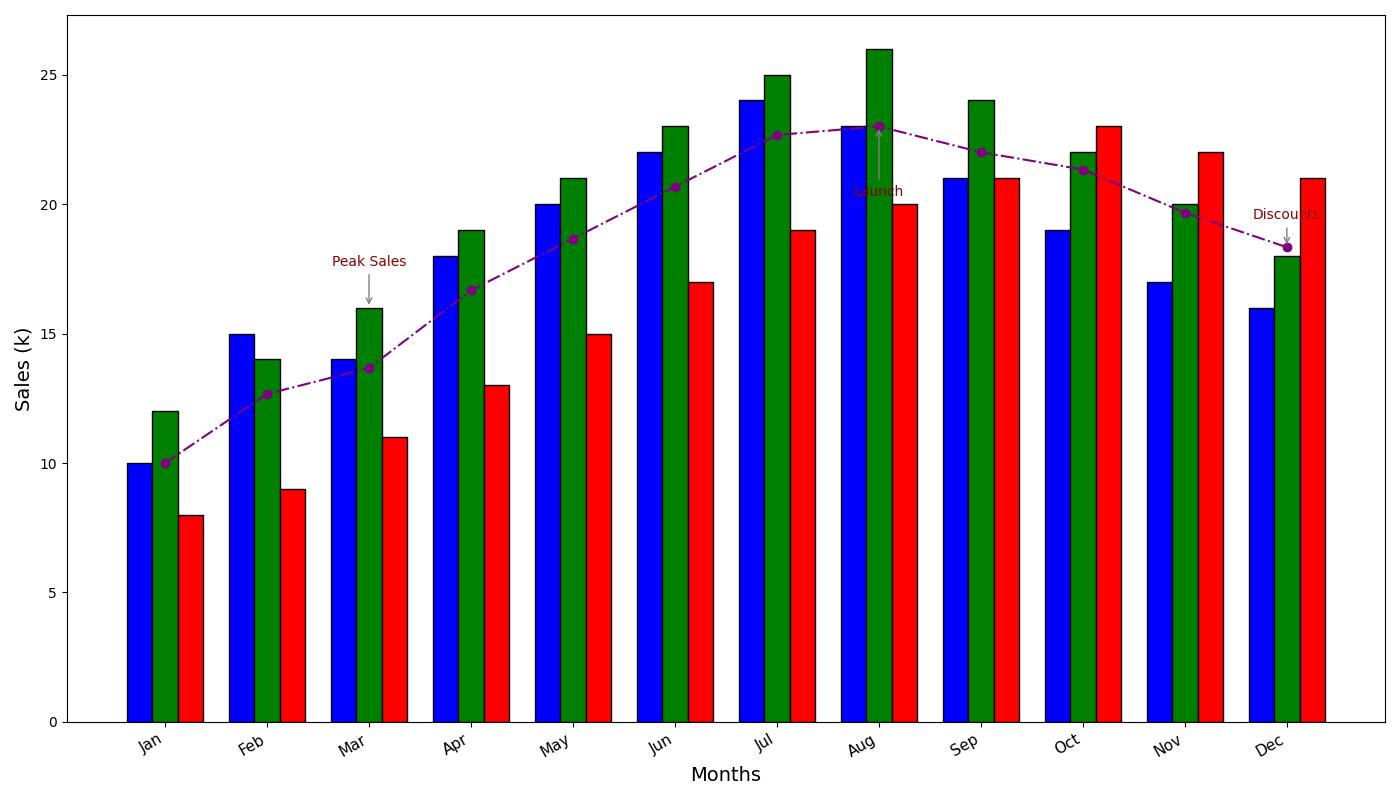 25
20
15
10
5
0
Sales (k)
Peak Sales
Launch
Discounts
Jan
Feb
Mar
Apr
May
Jun
Jul
Aug
Sep
Oct
Nov
Dec
Months